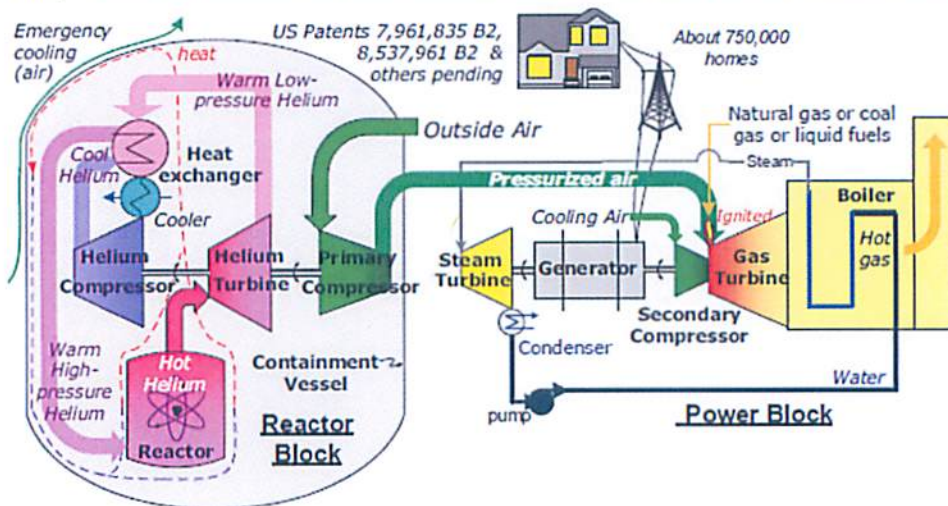 Emergency
cooling
(air)
heat
US Patents 7,961,835 B2,
8,537,961 B2 &
others pending
About 750,000
homes
Warm Low-
pressure Helium
Outside Air
Natural gas or coal
gas or liquid fuels
Steam
Cool
Helium
Heat
exchanger
Cooler
Pressurized air
Boiler
Cooling Air
Ignited
Hot
gas
Helium
Compressor
Helium
Turbine
Primary
Compressor
Steam
Turbine
Generator
Gas
Turbine
Secondary
Compressor
Condenser
Warm
High-
pressure
Helium
Hot
Helium
Containment
Vessel
Reactor
Reactor
Block
pump
Water
Power Block